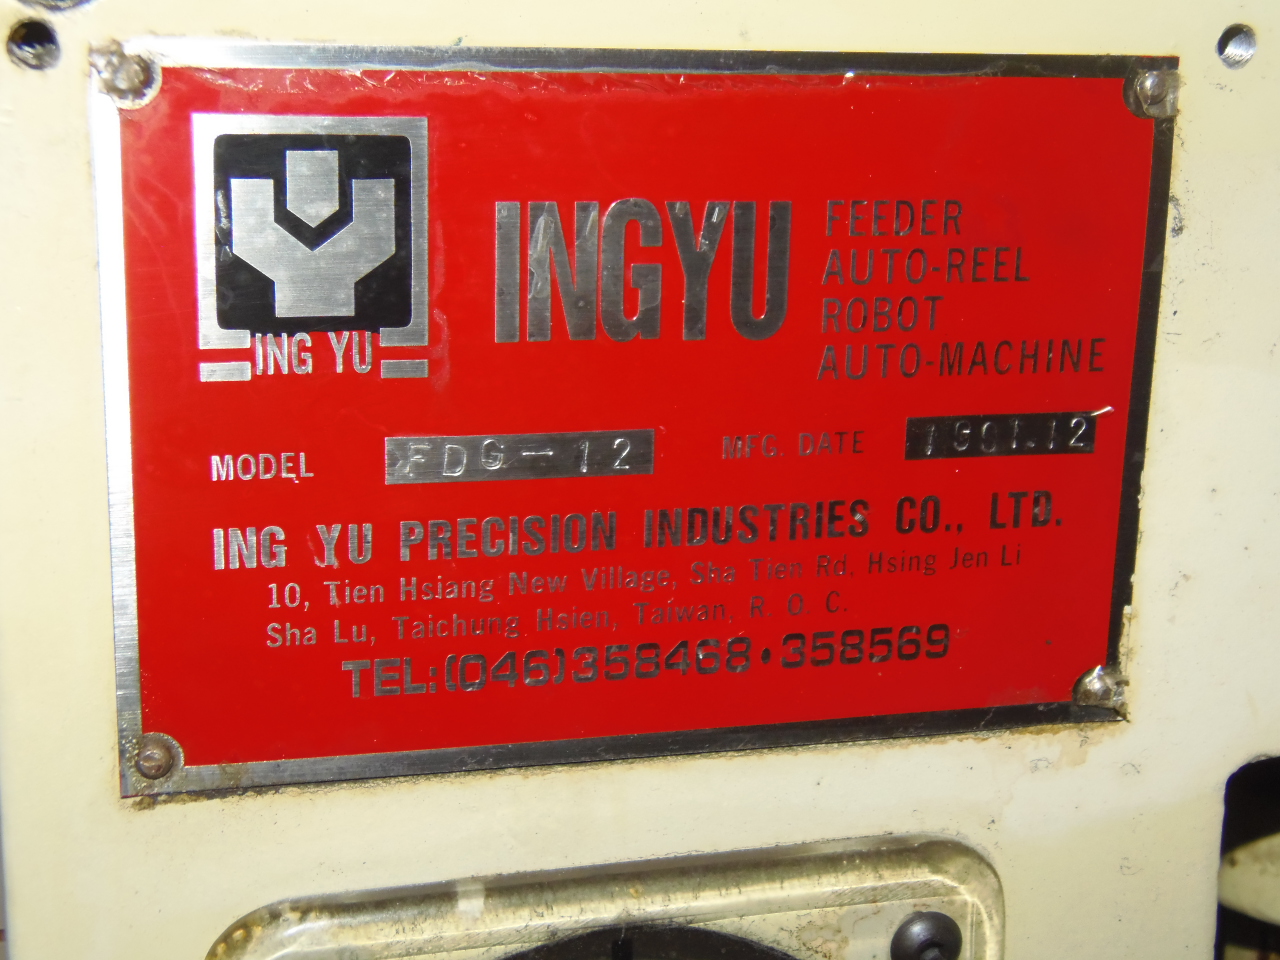 ING YU
INGYU
FEEDER
AUTO-REEL
ROBOT
AUTO-MACHINE
MODEL FDG-12 MFG. DATE
ING YU PRECISION INDUSTRIES CO., LTD.
10, Tien Hsiang New Village, Sha Tien Rd, Hsing Jen Li
Sha Lu, Taichung Hsien, Taiwan, R. O. C.
TEL:(046)358468•358569